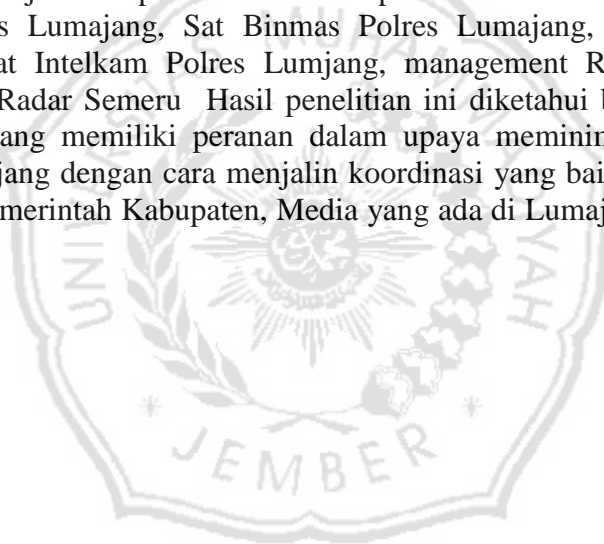 s Lumajang, Sat Binmas Polres Lumajang,
at Intelkam Polres Lumjang, management R
Radar Semeru Hasil penelitian ini diketahui b
ang memiliki peranan dalam upaya meminim
jang dengan cara menjalin koordinasi yang bai
merintah Kabupaten, Media yang ada di Lumaj
JEMBER